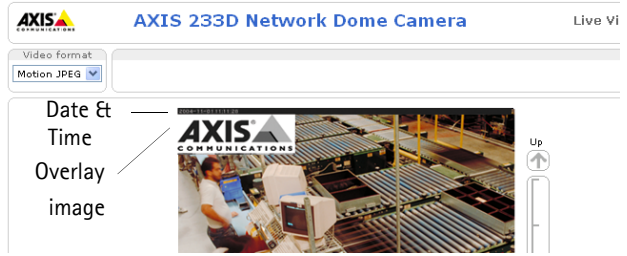 AXIS
COMMUNICATIONS
AXIS 233D Network Dome Camera
Live Vi
Video format
Motion JPEG
Date &
Time
Overlay
image
AXIS
COMMUNICATIONS
Up